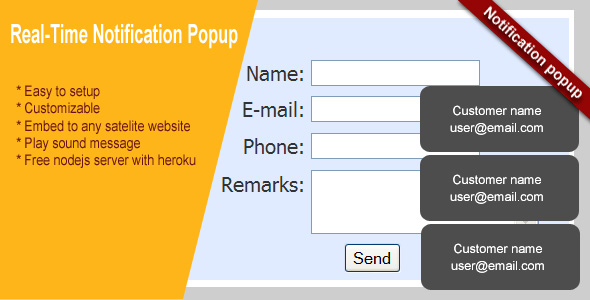 Real-Time Notification Popup
* Easy to setup
* Customizable
* Embed to any satelite website
* Play sound message
* Free nodejs server with heroku
Name:
E-mail:
Phone:
Remarks:
Send
Notification popup
Customer name
user@email.com
Customer name
user@email.com
Customer name
user@email.com